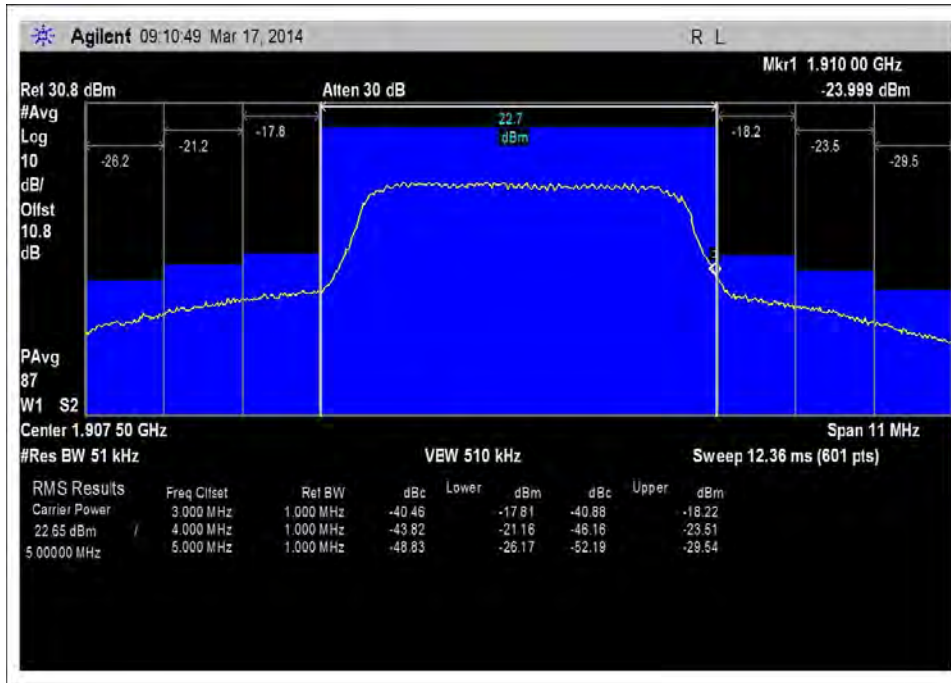 Agilent 09:10:49 Mar 17, 2014 R L
Mkr1 1.910 00 GHz
Ref 30.8 dBm Atten 30 dB -23.999 dBm
#Avg
Log
10
dB/
Offst
10.8
dB
22.7
dBm
-26.2 -21.2 -17.8 -18.2 -23.5 -29.5
PAvg
87
W1 S2
Center 1.907 50 GHz Span 11 MHz
#Res BW 51 kHz VBW 510 kHz Sweep 12.36 ms (601 pts)
RMS Results Freq Offset Ref BW dBc Lower dBm dBc Upper dBm
Carrier Power 3.000 MHz 1.000 MHz -40.46 -17.81 -40.88 -18.22
22.65 dBm / 4.000 MHz 1.000 MHz -43.82 -21.16 -46.16 -23.51
5.00000 MHz 5.000 MHz 1.000 MHz -48.83 -26.17 -52.19 -29.54